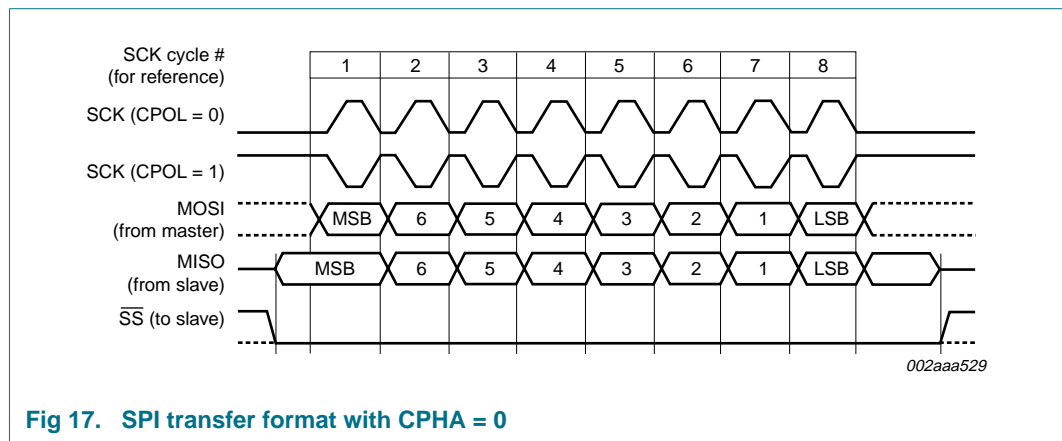 SCK cycle #
(for reference)
1 2 3 4 5 6 7 8
SCK (CPOL = 0)
SCK (CPOL = 1)
MOSI
(from master)
MSB 6 5 4 3 2 1 LSB
MISO
(from slave)
MSB 6 5 4 3 2 1 LSB
S̅S̅ (to slave)
002aaa529
Fig 17. SPI transfer format with CPHA = 0